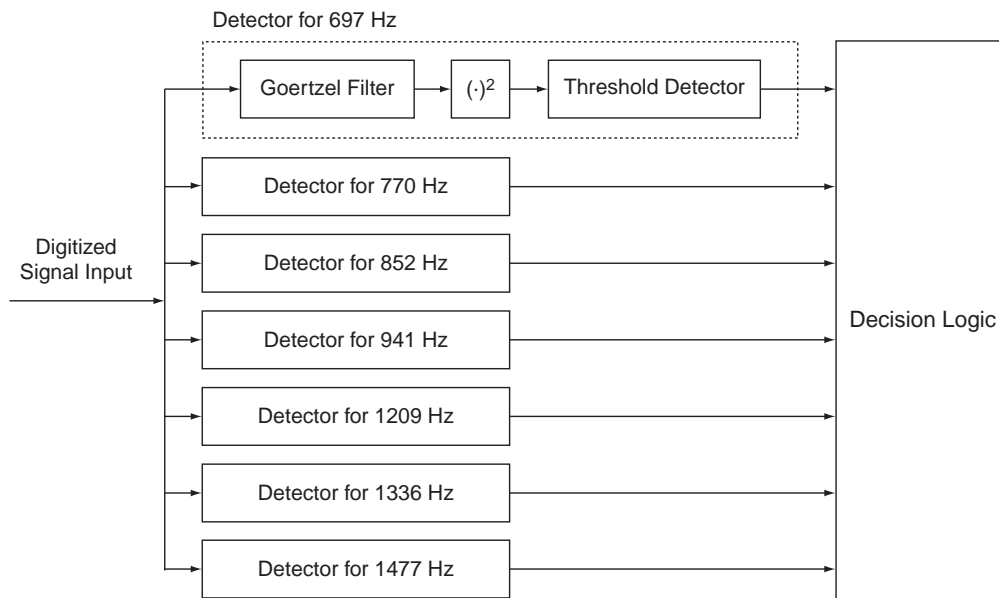 Detector for 697 Hz
Goertzel Filter
(·)²
Threshold Detector
Detector for 770 Hz
Digitized
Signal Input
Detector for 852 Hz
Detector for 941 Hz
Decision Logic
Detector for 1209 Hz
Detector for 1336 Hz
Detector for 1477 Hz